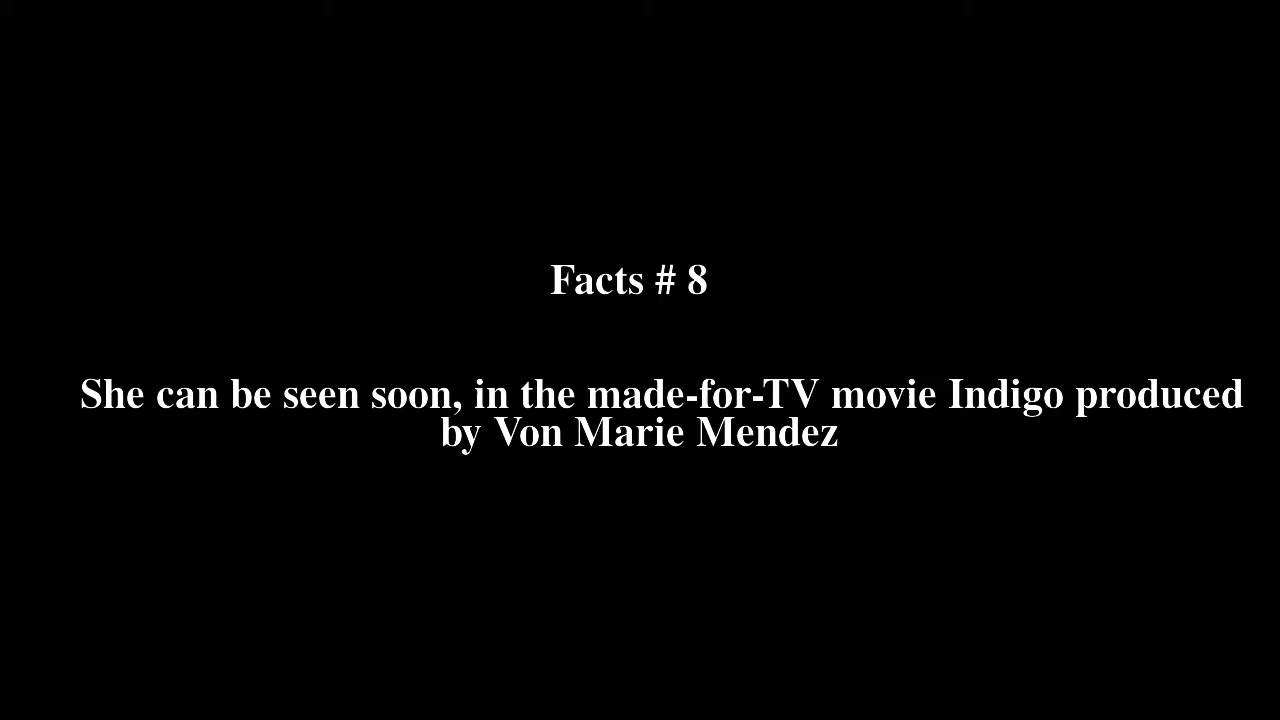 Facts # 8
She can be seen soon, in the made-for-TV movie Indigo produced
by Von Marie Mendez